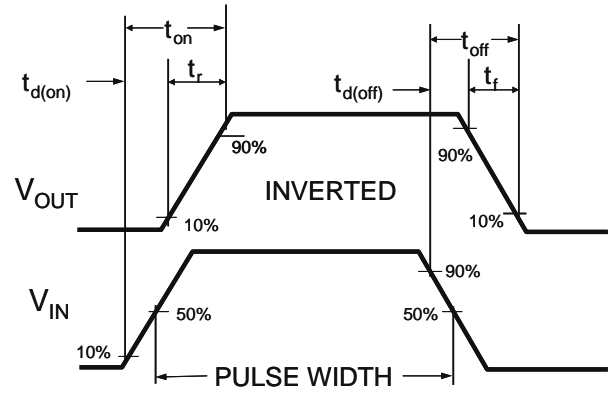 t_on t_off
t_d(on) t_r t_d(off) t_f
90% 90%
V_OUT INVERTED
10% 10%
90%
V_IN 50% 50%
10%
PULSE WIDTH